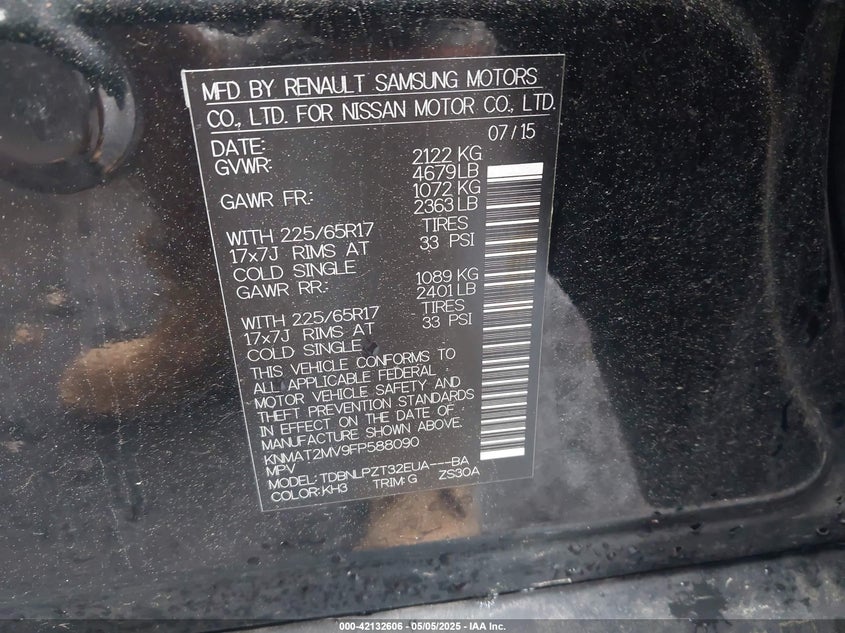 MFD BY RENAULT SAMSUNG MOTORS
CO., LTD. FOR NISSAN MOTOR CO., LTD.
DATE: 07/15
GVWR: 2122 KG
4679LB
GAWR FR.: 1072 KG
2363 LB
WITH 225/65R17 TIRES
17x7J RIMS AT 33 PSI
COLD SINGLE
GAWR RR.: 1089 KG
2401 LB
WITH 225/65R17 TIRES
17x7J RIMS AT 33 PSI
COLD SINGLE
THIS VEHICLE CONFORMS TO
ALL APPLICABLE FEDERAL
MOTOR VEHICLE SAFETY AND
THEFT PREVENTION STANDARDS
IN EFFECT ON THE DATE OF
MANUFACTURE SHOWN ABOVE.
KNMAT2MV9FP588090
MPV
MODEL: TDBNLPZT32EUA---BA
COLOR: KH3 TRIM: G ZS30A
000-42132606 - 05/05/2025 - IAA Inc.